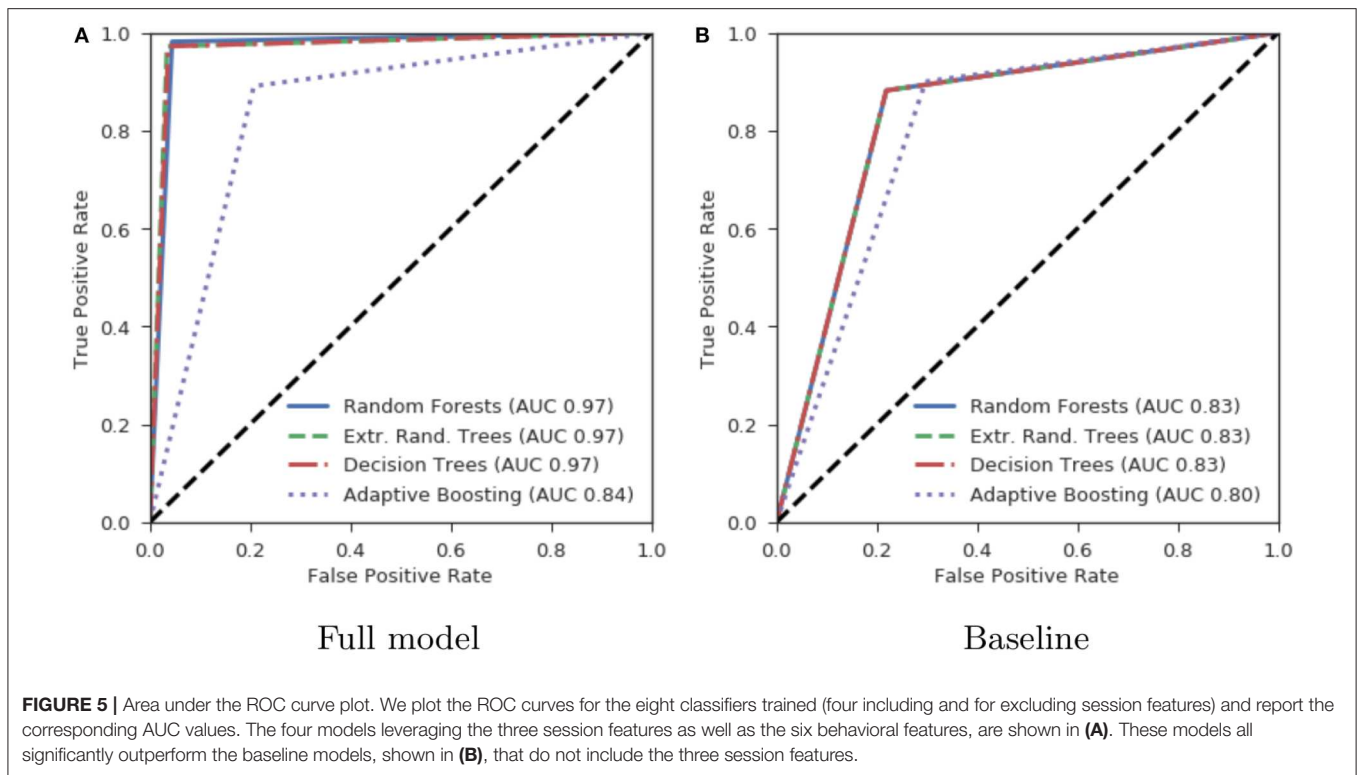 A
1.0
0.8
0.6
0.4
0.2
0.0
True Positive Rate
Random Forests (AUC 0.97)
Extr. Rand. Trees (AUC 0.97)
Decision Trees (AUC 0.97)
Adaptive Boosting (AUC 0.84)
0.0 0.2 0.4 0.6 0.8 1.0
False Positive Rate
Full model
B
1.0
0.8
0.6
0.4
0.2
0.0
True Positive Rate
Random Forests (AUC 0.83)
Extr. Rand. Trees (AUC 0.83)
Decision Trees (AUC 0.83)
Adaptive Boosting (AUC 0.80)
0.0 0.2 0.4 0.6 0.8 1.0
False Positive Rate
Baseline
FIGURE 5 | Area under the ROC curve plot. We plot the ROC curves for the eight classifiers trained (four including and for excluding session features) and report the
corresponding AUC values. The four models leveraging the three session features as well as the six behavioral features, are shown in (A). These models all
significantly outperform the baseline models, shown in (B), that do not include the three session features.